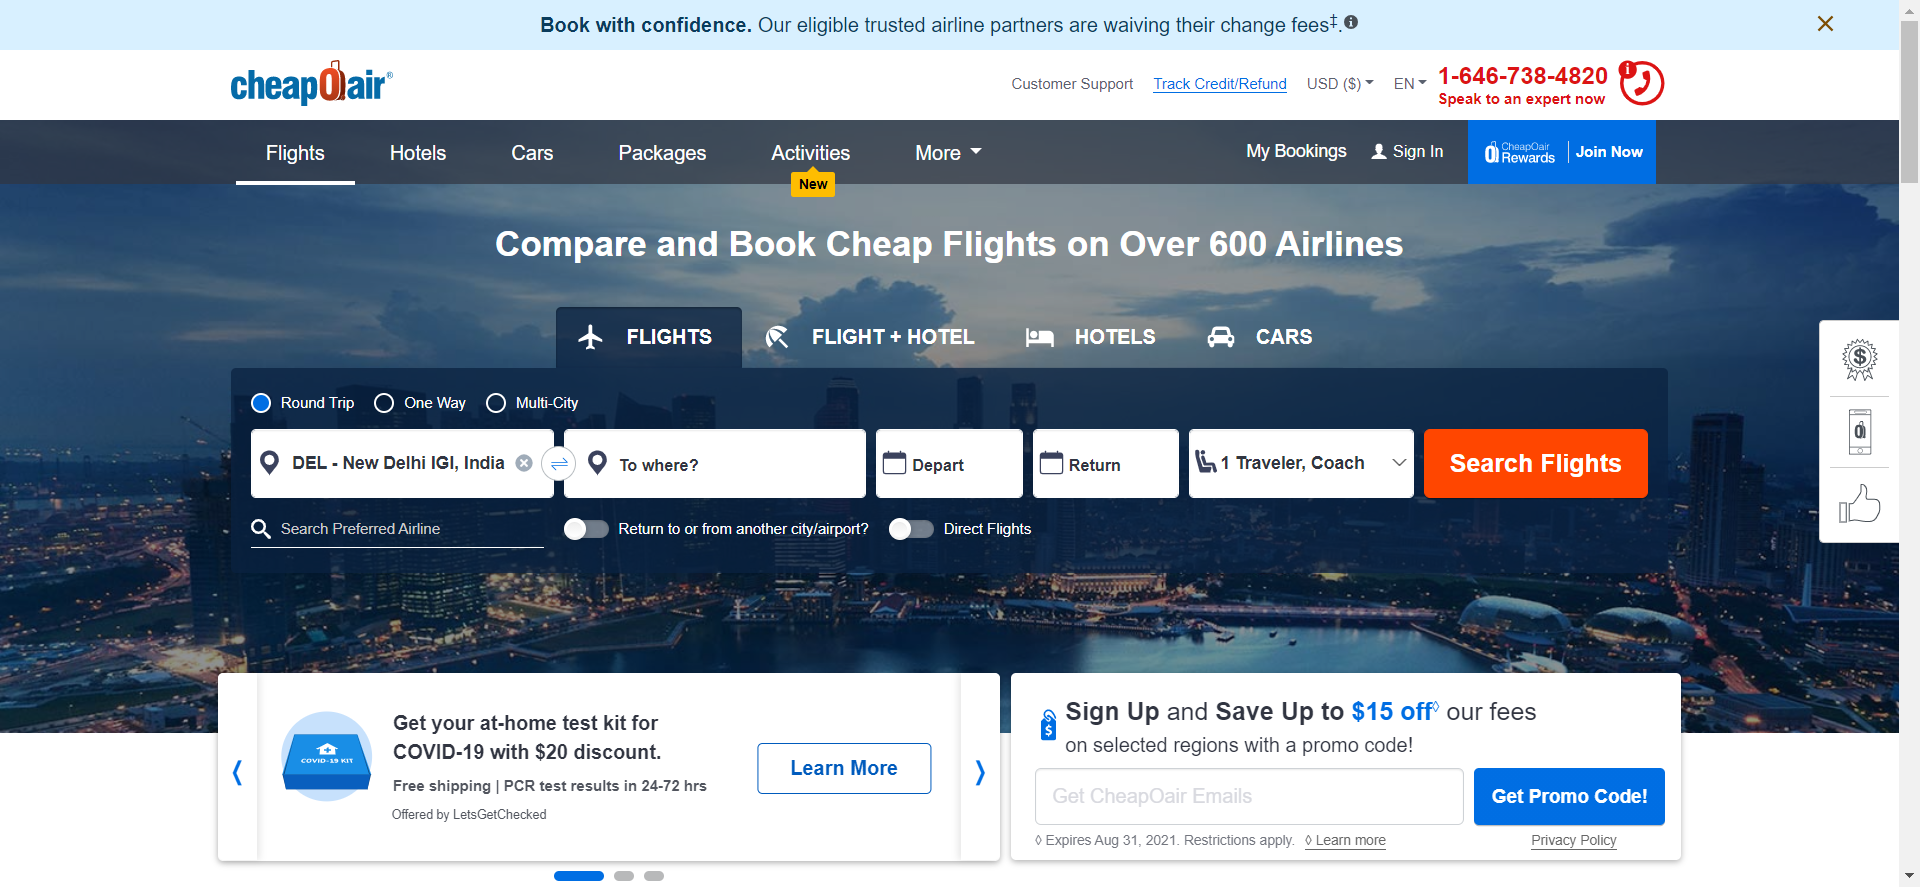 Book with confidence. Our eligible trusted airline partners are waiving their change fees‡.
cheapOair®
Customer Support
Track Credit/Refund
USD ($)
EN
1-646-738-4820
Speak to an expert now
Flights
Hotels
Cars
Packages
Activities
New
More
My Bookings
Sign In
CheapOair
Rewards
Join Now
Compare and Book Cheap Flights on Over 600 Airlines
FLIGHTS
FLIGHT + HOTEL
HOTELS
CARS
Round Trip
One Way
Multi-City
DEL - New Delhi IGI, India
To where?
Depart
Return
1 Traveler, Coach
Search Flights
Search Preferred Airline
Return to or from another city/airport?
Direct Flights
COVID-19 KIT
Get your at-home test kit for
COVID-19 with $20 discount.
Free shipping | PCR test results in 24-72 hrs
Offered by LetsGetChecked
Learn More
Sign Up and Save Up to $15 off◊ our fees
on selected regions with a promo code!
Get CheapOair Emails
Get Promo Code!
◊ Expires Aug 31, 2021. Restrictions apply.
◊ Learn more
Privacy Policy